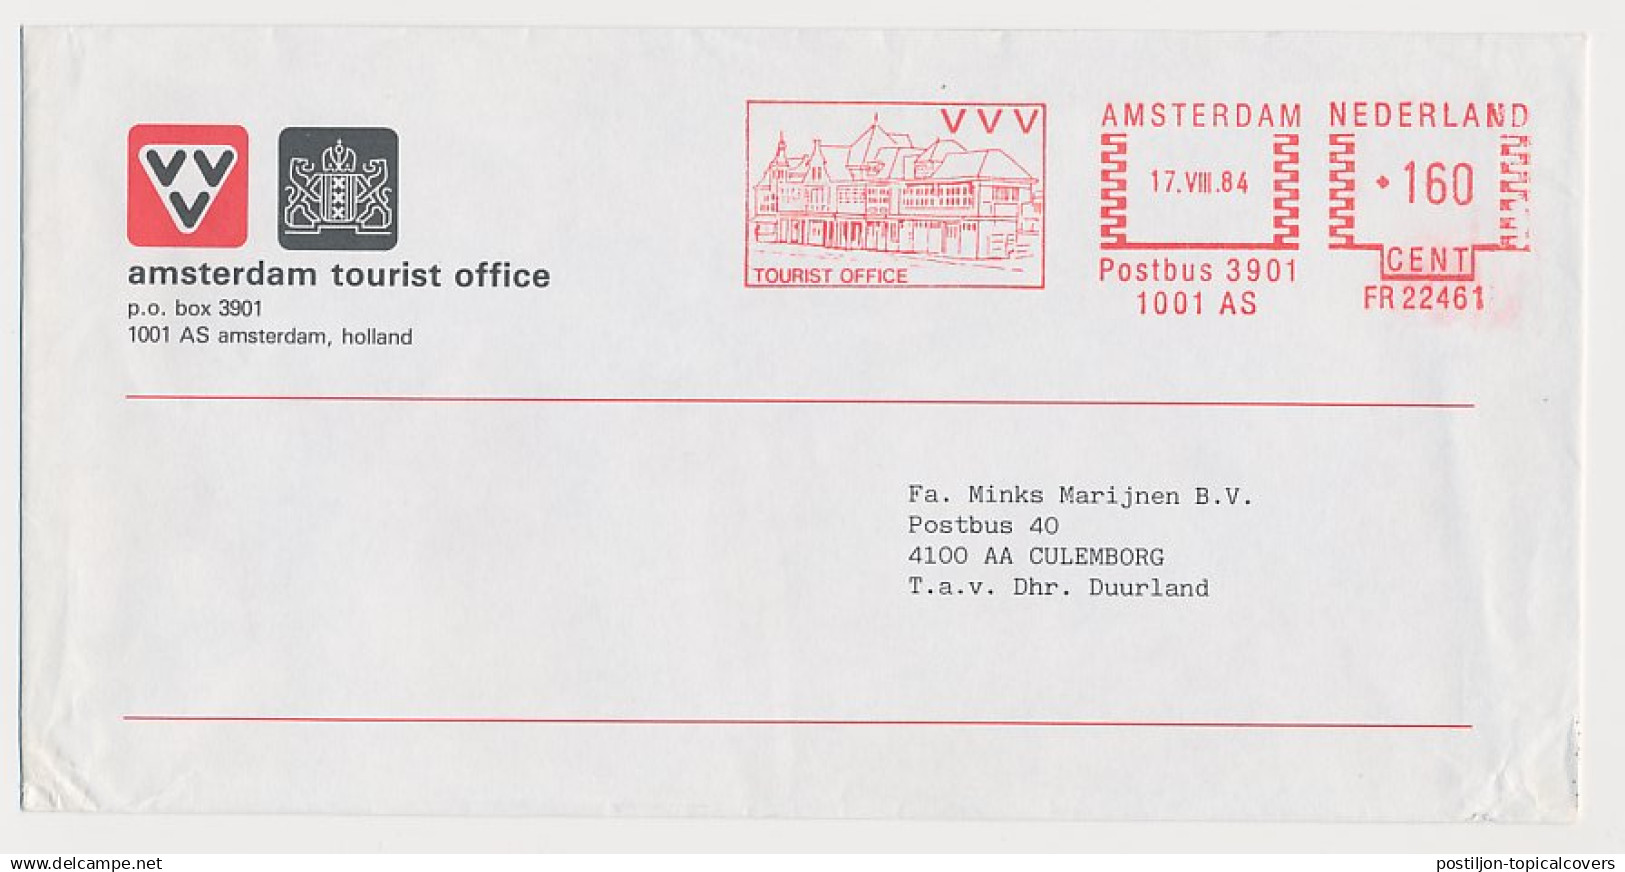 VVV
V
amsterdam tourist office
p.o. box 3901
1001 AS amsterdam, holland
VVV
TOURIST OFFICE
AMSTERDAM
17.VIII.84
Postbus 3901
1001 AS
NEDERLAND
160
CENT
FR 22461
Fa. Minks Marijnen B.V.
Postbus 40
4100 AA CULEMBORG
T.a.v. Dhr. Duurland
www.delcampe.net
postiljon-topicalcovers